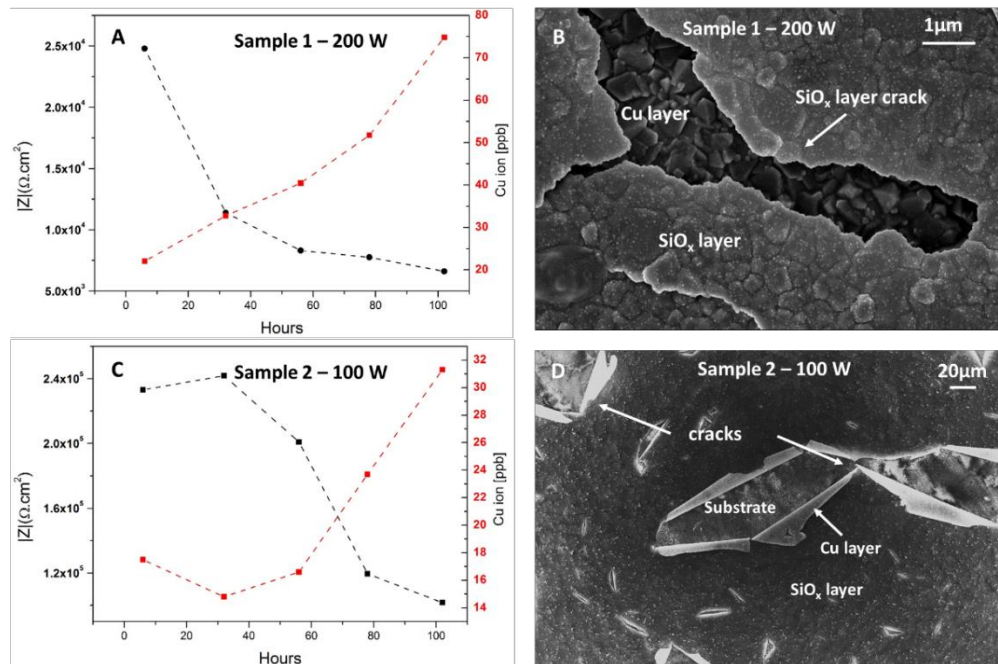 A
Sample 1 – 200 W
|Z|(Ω.cm²)
2.5x10⁴
2.0x10⁴
1.5x10⁴
1.0x10⁴
5.0x10³
80
70
60
50
40
30
20
Cu ion [ppb]
0 20 40 60 80 100
Hours
B
Sample 1 – 200 W
1µm
Cu layer
SiOₓ layer crack
SiOₓ layer
C
Sample 2 – 100 W
|Z|(Ω.cm²)
2.4x10⁵
2.0x10⁵
1.6x10⁵
1.2x10⁵
32
30
28
26
24
22
20
18
16
14
Cu ion [ppb]
0 20 40 60 80 100
Hours
D
Sample 2 – 100 W
20µm
cracks
Substrate
Cu layer
SiOₓ layer